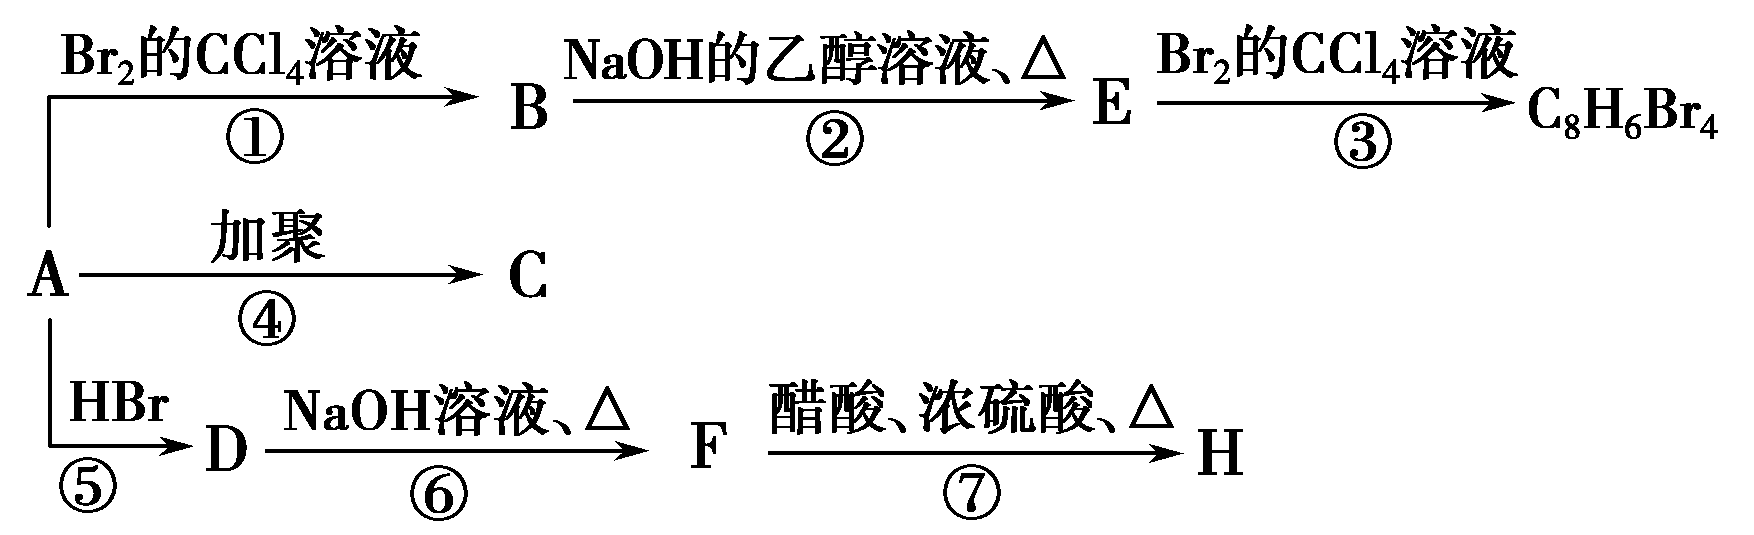 Br₂的CCl₄溶液 NaOH的乙醇溶液、△ Br₂的CCl₄溶液
B E C₈H₆Br₄
① ② ③
加聚
A C
④
HBr NaOH溶液、△ 醋酸、浓硫酸、△
D F H
⑤ ⑥ ⑦